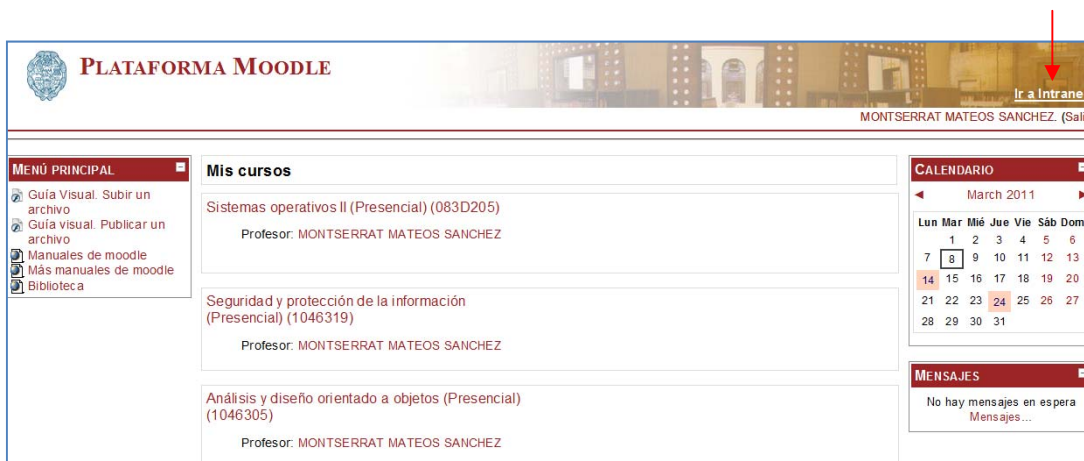 PLATAFORMA MOODLE
Ir a Intrane
MONTSERRAT MATEOS SANCHEZ. (Sali
MENÚ PRINCIPAL
Guía Visual. Subir un
archivo
Guía visual. Publicar un
archivo
Manuales de moodle
Más manuales de moodle
Biblioteca
Mis cursos
Sistemas operativos II (Presencial) (083D205)
Profesor: MONTSERRAT MATEOS SANCHEZ
Seguridad y protección de la información
(Presencial) (1046319)
Profesor: MONTSERRAT MATEOS SANCHEZ
Análisis y diseño orientado a objetos (Presencial)
(1046305)
Profesor: MONTSERRAT MATEOS SANCHEZ
CALENDARIO
◄ March 2011 ►
Lun Mar Mié Jue Vie Sáb Dom
1 2 3 4 5 6
7 8 9 10 11 12 13
14 15 16 17 18 19 20
21 22 23 24 25 26 27
28 29 30 31
MENSAJES
No hay mensajes en espera
Mensajes...